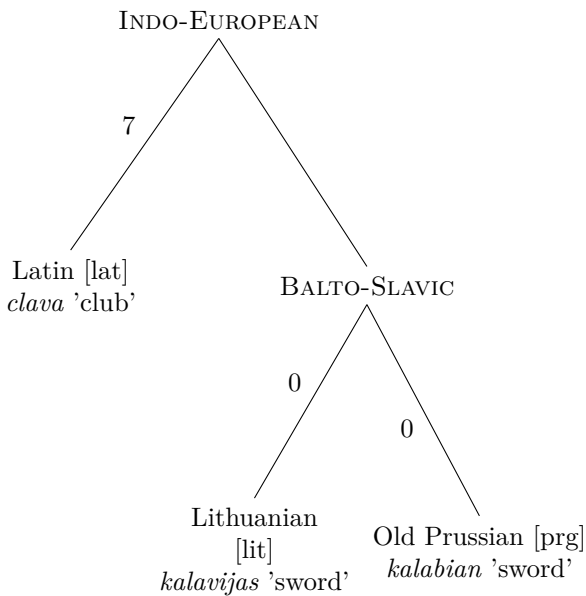 INDO-EUROPEAN
7
Latin [lat]
clava 'club'
BALTO-SLAVIC
0
0
Lithuanian
[lit]
kalavijas 'sword'
Old Prussian [prg]
kalabian 'sword'